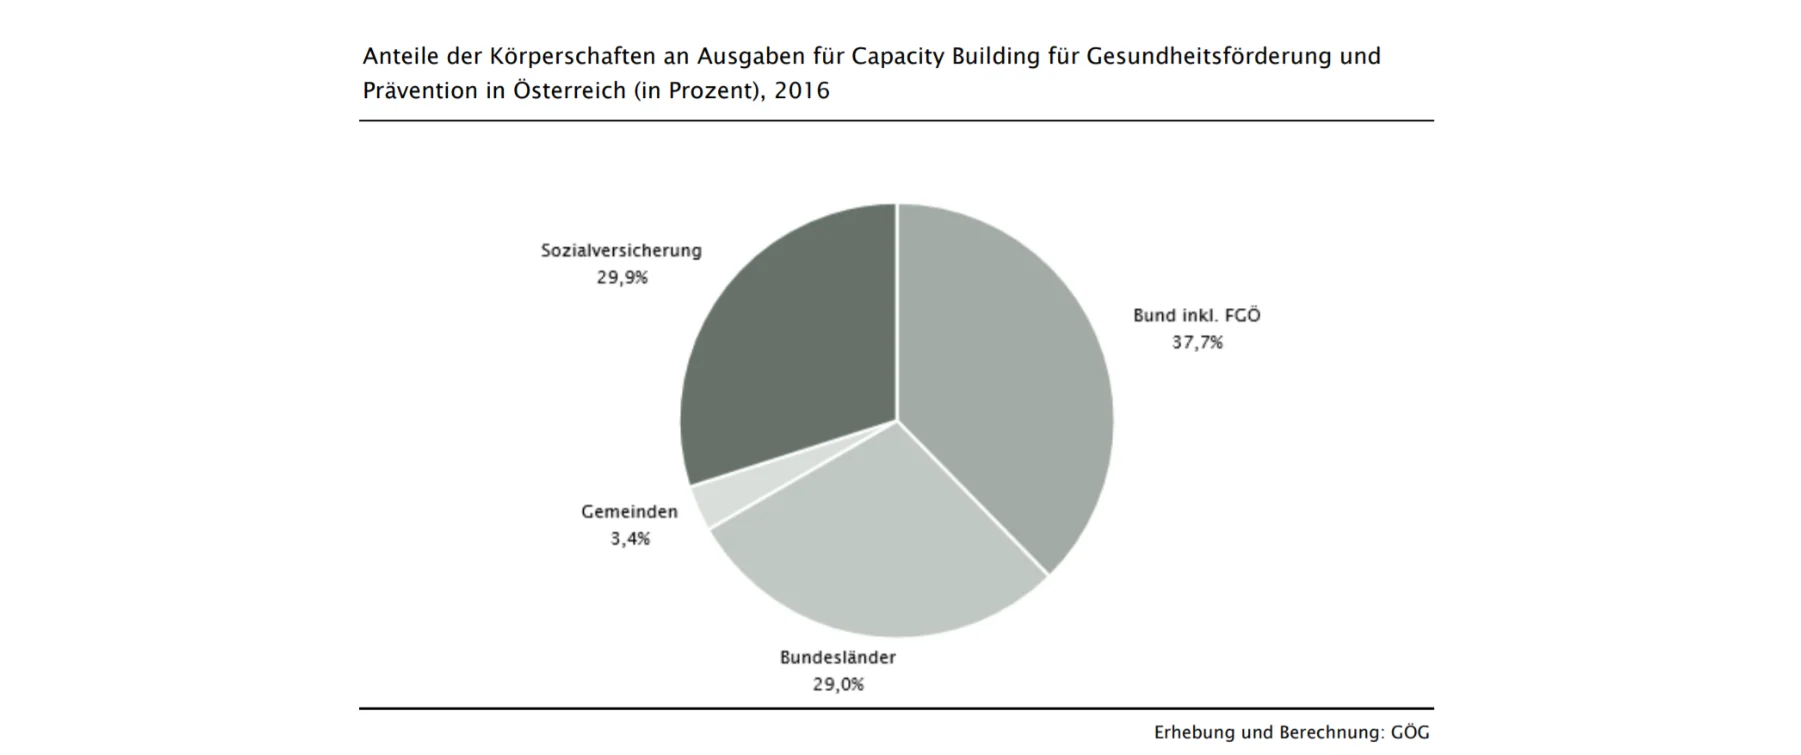 Anteile der Körperschaften an Ausgaben für Capacity Building für Gesundheitsförderung und
Prävention in Österreich (in Prozent), 2016
Sozialversicherung
29,9%
Bund inkl. FGÖ
37,7%
Gemeinden
3,4%
Bundesländer
29,0%
Erhebung und Berechnung: GÖG